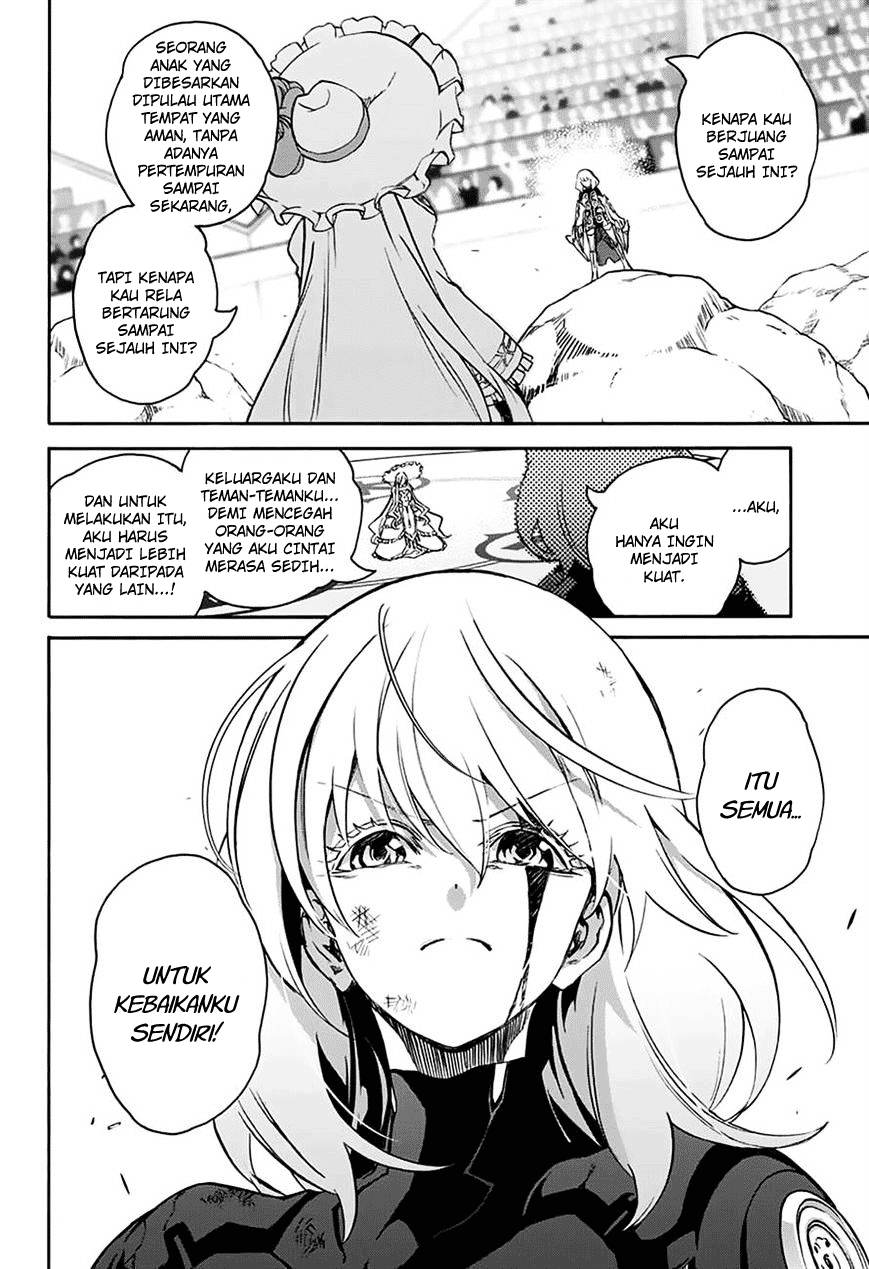 KENAPA KAU
BERJUANG
SAMPAI
SEJAUH INI?
SEORANG
ANAK YANG
DIBESARKAN
DIPULAU UTAMA
TEMPAT YANG
AMAN, TANPA
ADANYA
PERTEMPURAN
SAMPAI
SEKARANG,
TAPI KENAPA
KAU RELA
BERTARUNG
SAMPAI
SEJAUH INI?
...AKU,
AKU
HANYA INGIN
MENJADI
KUAT.
KELUARGAKU DAN
TEMAN-TEMANKU...
DEMI MENCEGAH
ORANG-ORANG
YANG AKU CINTAI
MERASA SEDIH...
DAN UNTUK
MELAKUKAN ITU,
AKU HARUS
MENJADI LEBIH
KUAT DARIPADA
YANG LAIN...!
ITU
SEMUA...
UNTUK
KEBAIKANKU
SENDIRI!